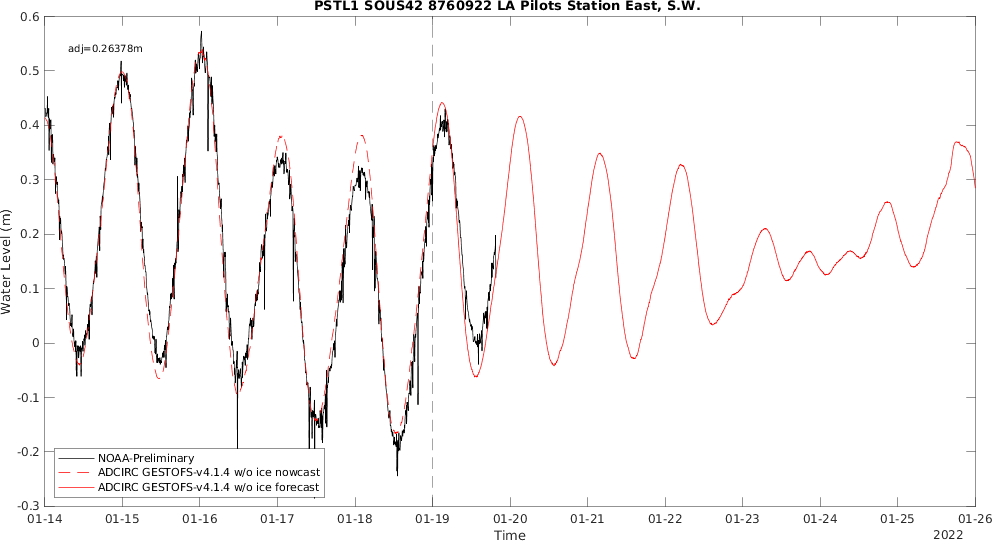 PSTL1 SOUS42 8760922 LA Pilots Station East, S.W.
adj=0.26378m
0.6
0.5
0.4
0.3
0.2
0.1
0
-0.1
-0.2
-0.3
Water Level (m)
NOAA-Preliminary
ADCIRC GESTOFS-v4.1.4 w/o ice nowcast
ADCIRC GESTOFS-v4.1.4 w/o ice forecast
01-14 01-15 01-16 01-17 01-18 01-19 01-20 01-21 01-22 01-23 01-24 01-25 01-26
Time
2022